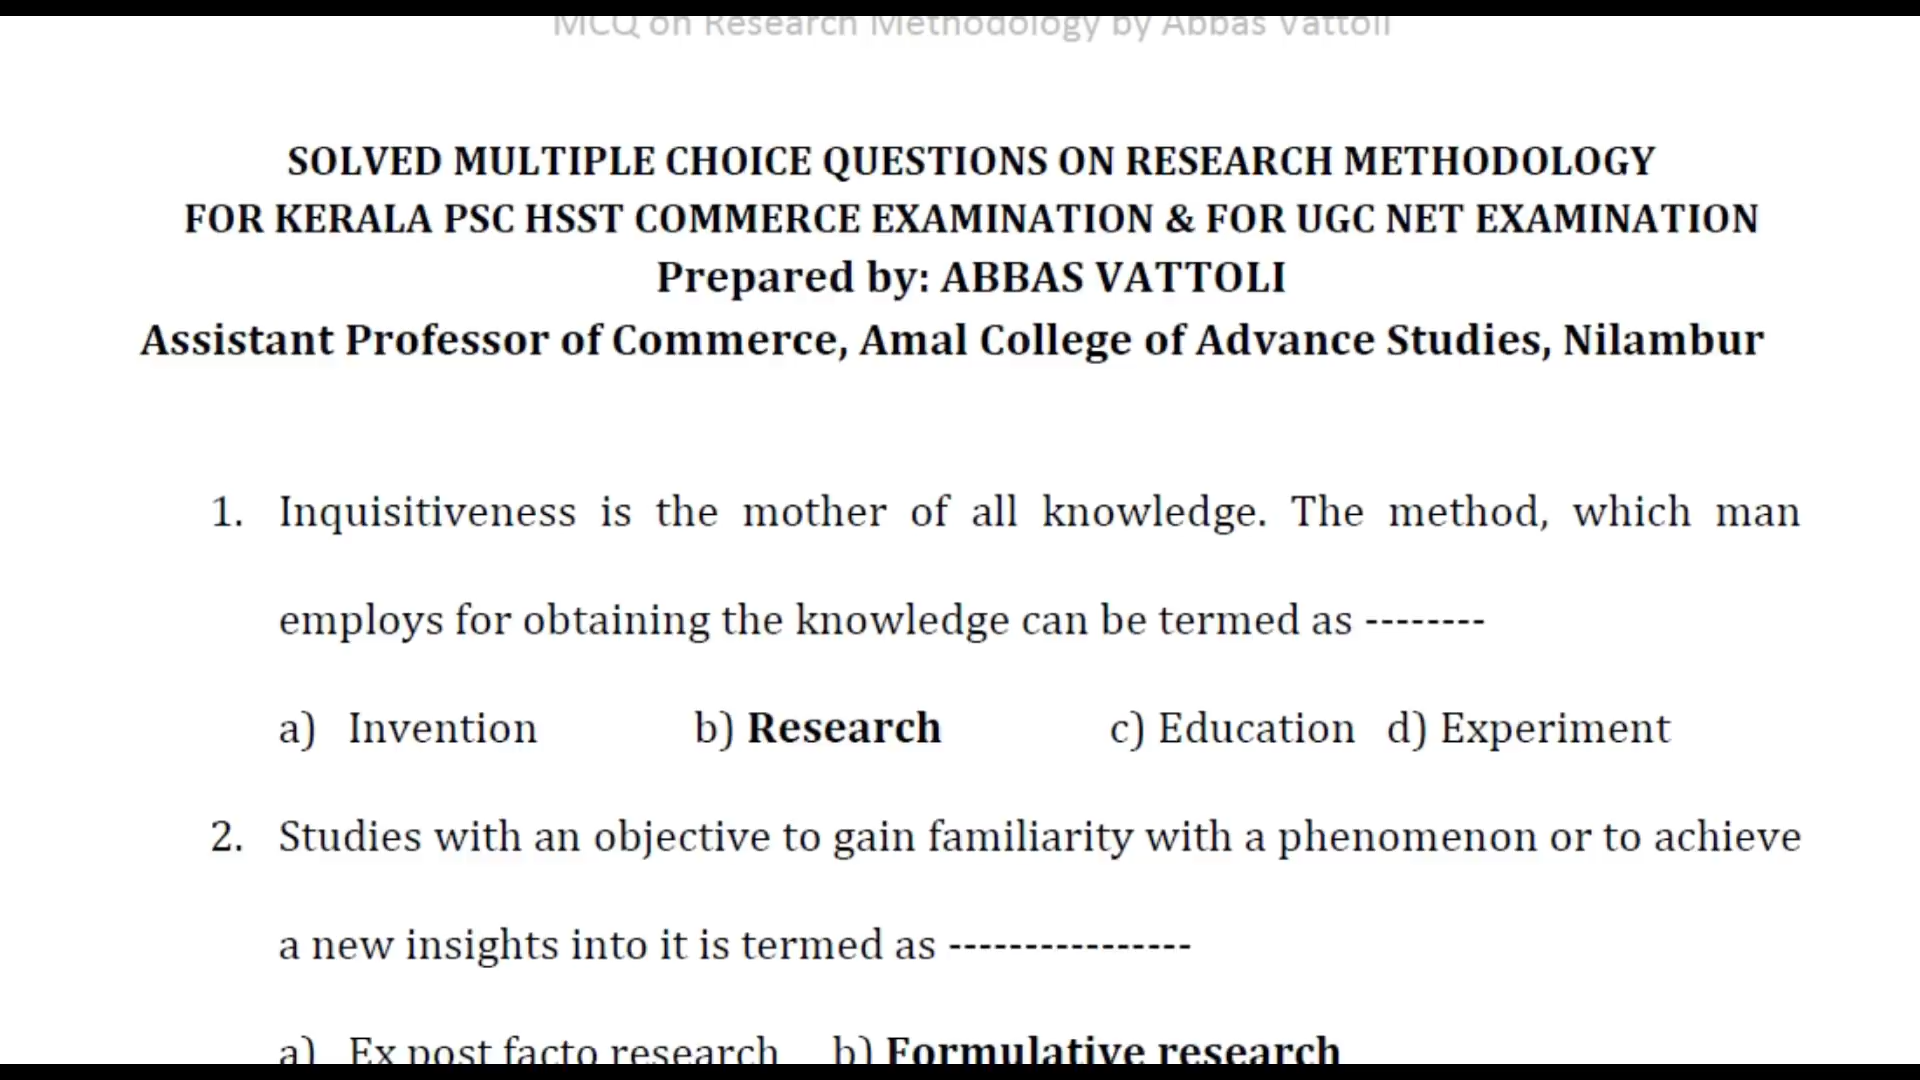 MCQ on Research Methodology by Abbas Vattoli
SOLVED MULTIPLE CHOICE QUESTIONS ON RESEARCH METHODOLOGY
FOR KERALA PSC HSST COMMERCE EXAMINATION & FOR UGC NET EXAMINATION
Prepared by: ABBAS VATTOLI
Assistant Professor of Commerce, Amal College of Advance Studies, Nilambur
1. Inquisitiveness is the mother of all knowledge. The method, which man
employs for obtaining the knowledge can be termed as --------
a) Invention b) Research c) Education d) Experiment
2. Studies with an objective to gain familiarity with a phenomenon or to achieve
a new insights into it is termed as ----------------
a) Ex post facto research b) Formulative research